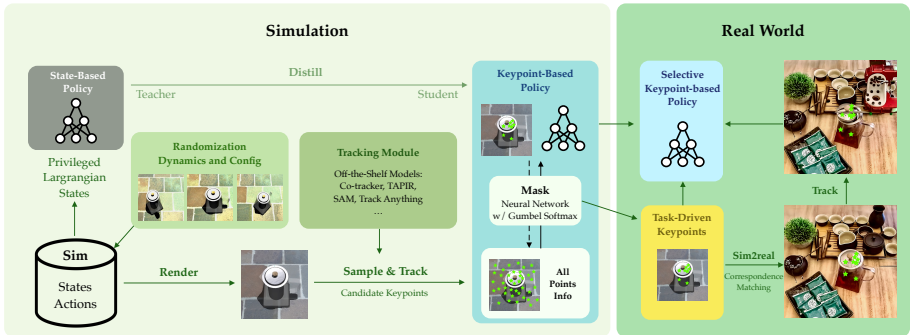 Simulation
Real World
State-Based
Policy
Distill
Teacher
Student
Keypoint-Based
Policy
Selective
Keypoint-based
Policy
Privileged
Largrangian
States
Randomization
Dynamics and Config
Tracking Module
Off-the-Shelf Models:
Co-tracker, TAPIR,
SAM, Track Anything
...
Mask
Neural Network
w/ Gumbel Softmax
Track
Task-Driven
Keypoints
Sim
States
Actions
Render
Sample & Track
Candidate Keypoints
All
Points
Info
Sim2real
Correspondence
Matching